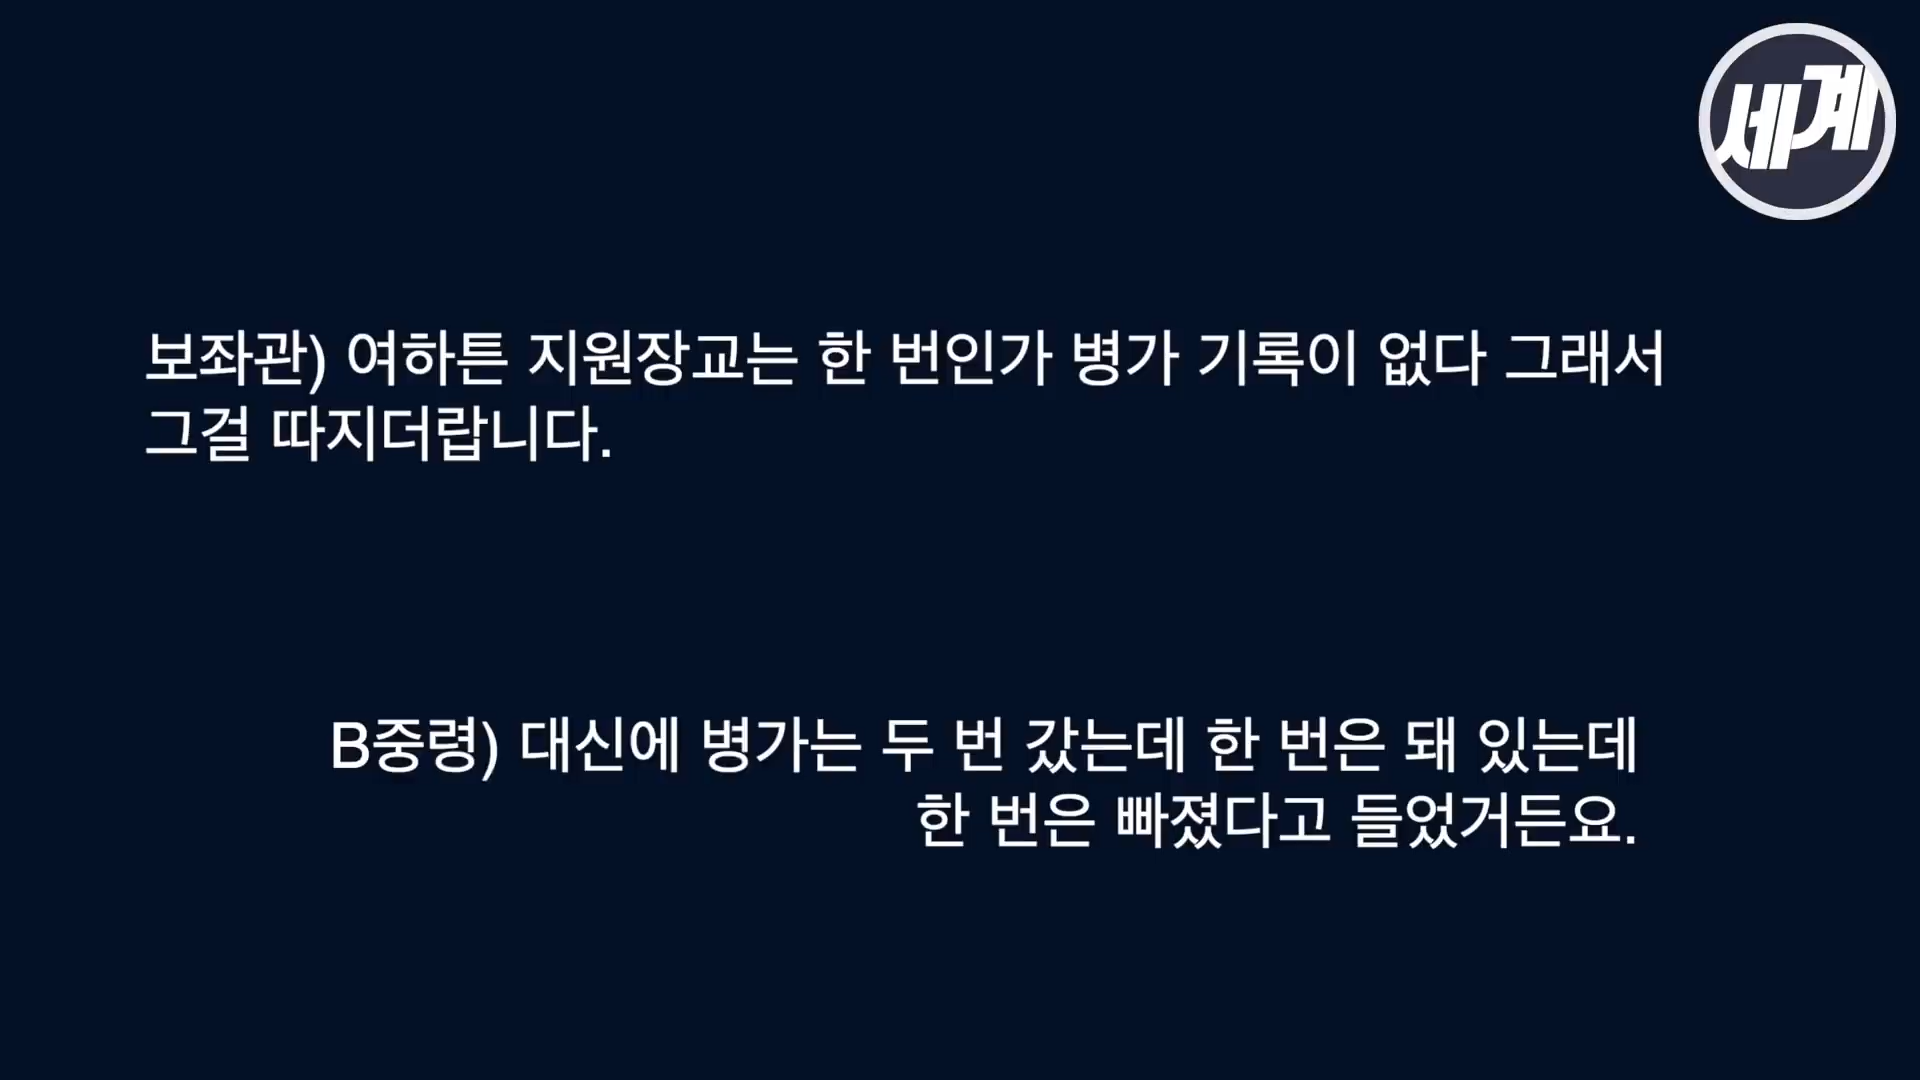 세계
보좌관) 여하튼 지원장교는 한 번인가 병가 기록이 없다 그래서
그걸 따지더랍니다.
B중령) 대신에 병가는 두 번 갔는데 한 번은 돼 있는데
한 번은 빠졌다고 들었거든요.